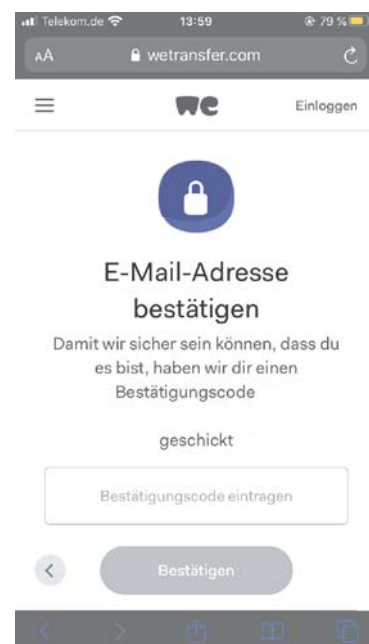 Telekom.de 13:59 79 %
AA wetransfer.com
we Einloggen
E-Mail-Adresse
bestätigen
Damit wir sicher sein können, dass du
es bist, haben wir dir einen
Bestätigungscode
geschickt
Bestätigungscode eintragen
Bestätigen